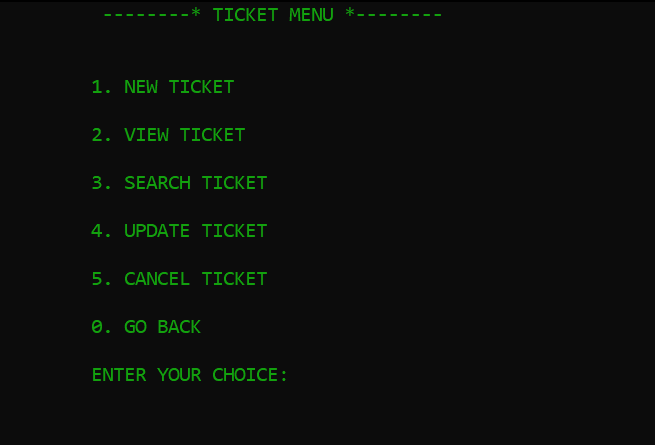 --------* TICKET MENU *--------
1. NEW TICKET
2. VIEW TICKET
3. SEARCH TICKET
4. UPDATE TICKET
5. CANCEL TICKET
0. GO BACK
ENTER YOUR CHOICE: